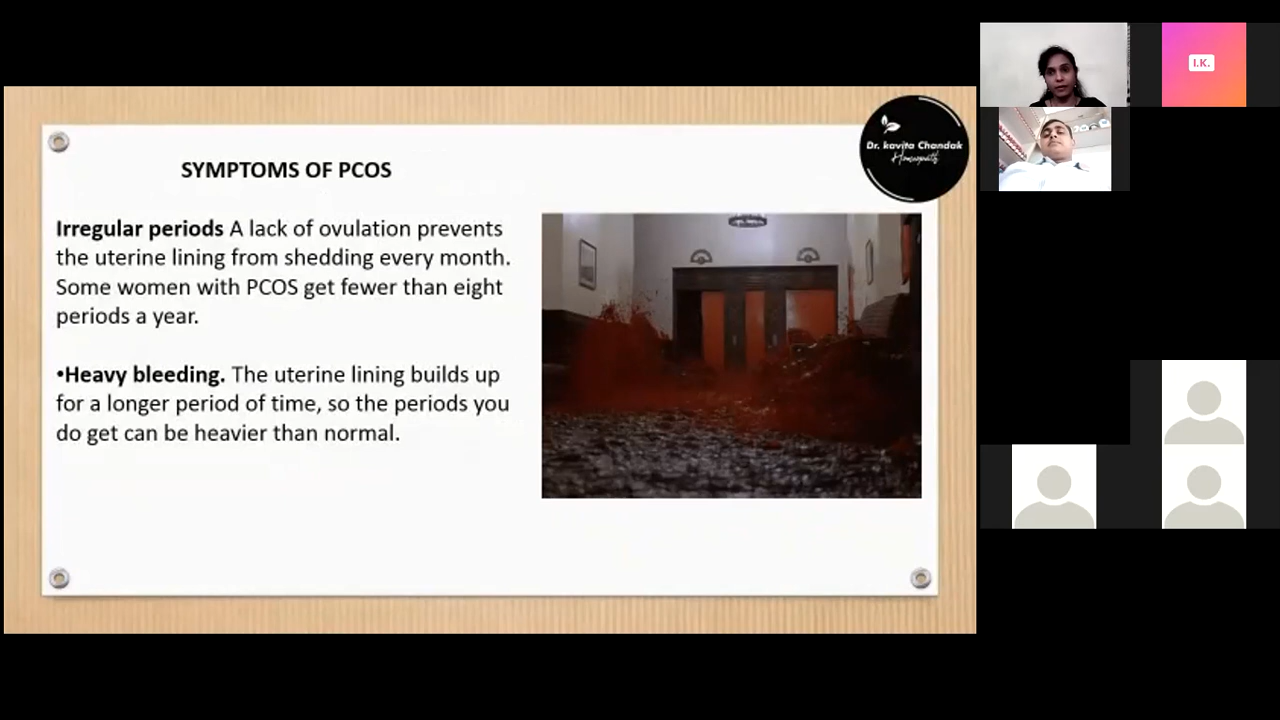 SYMPTOMS OF PCOS
Dr. kavita Chandak
Homeopath
Irregular periods A lack of ovulation prevents
the uterine lining from shedding every month.
Some women with PCOS get fewer than eight
periods a year.
•Heavy bleeding. The uterine lining builds up
for a longer period of time, so the periods you
do get can be heavier than normal.
I.K.